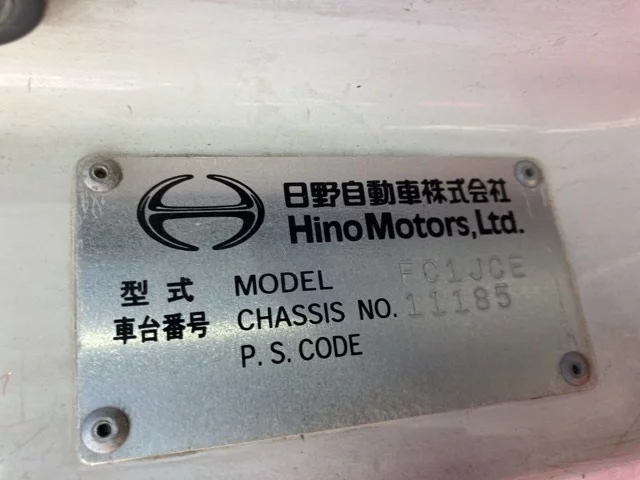 日野自動車株式会社
Hino Motors, Ltd.
型式 MODEL FC1JCE
車台番号 CHASSIS NO. 11185
P. S. CODE